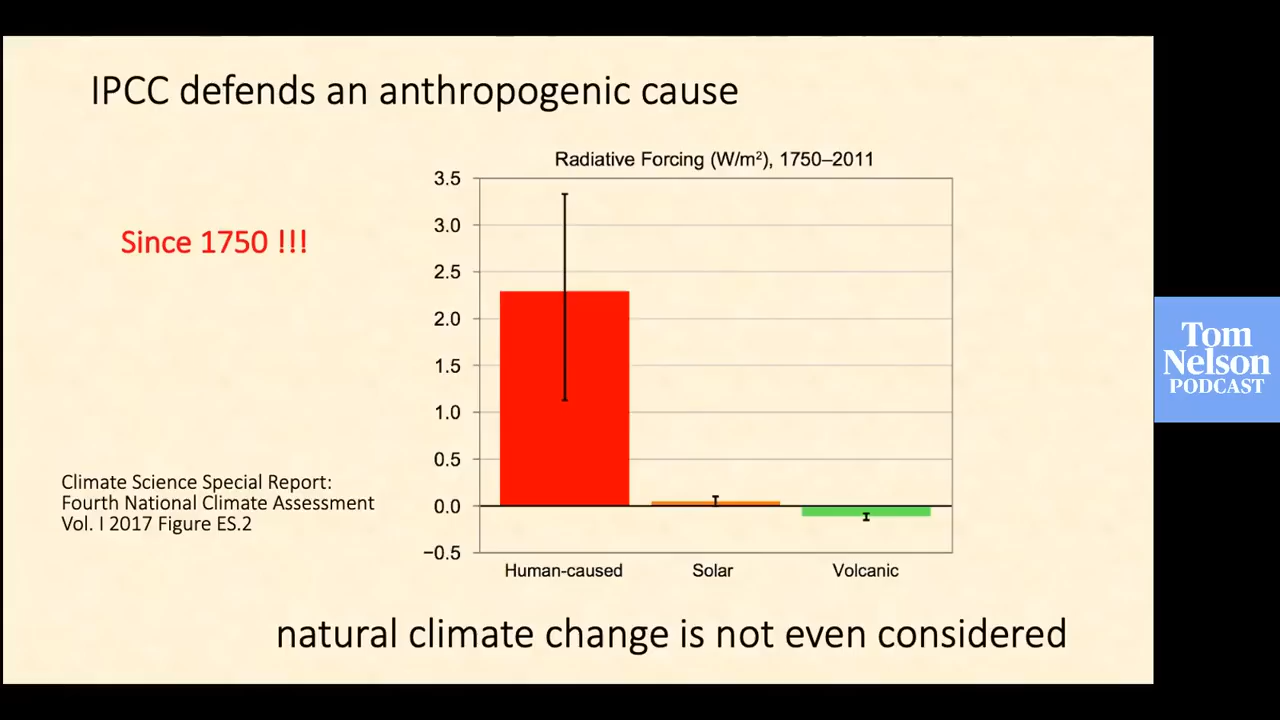 IPCC defends an anthropogenic cause
Radiative Forcing (W/m²), 1750–2011
3.5
3.0
2.5
2.0
1.5
1.0
0.5
0.0
−0.5
Human-caused Solar Volcanic
Since 1750 !!!
Climate Science Special Report:
Fourth National Climate Assessment
Vol. I 2017 Figure ES.2
natural climate change is not even considered
Tom
Nelson
PODCAST